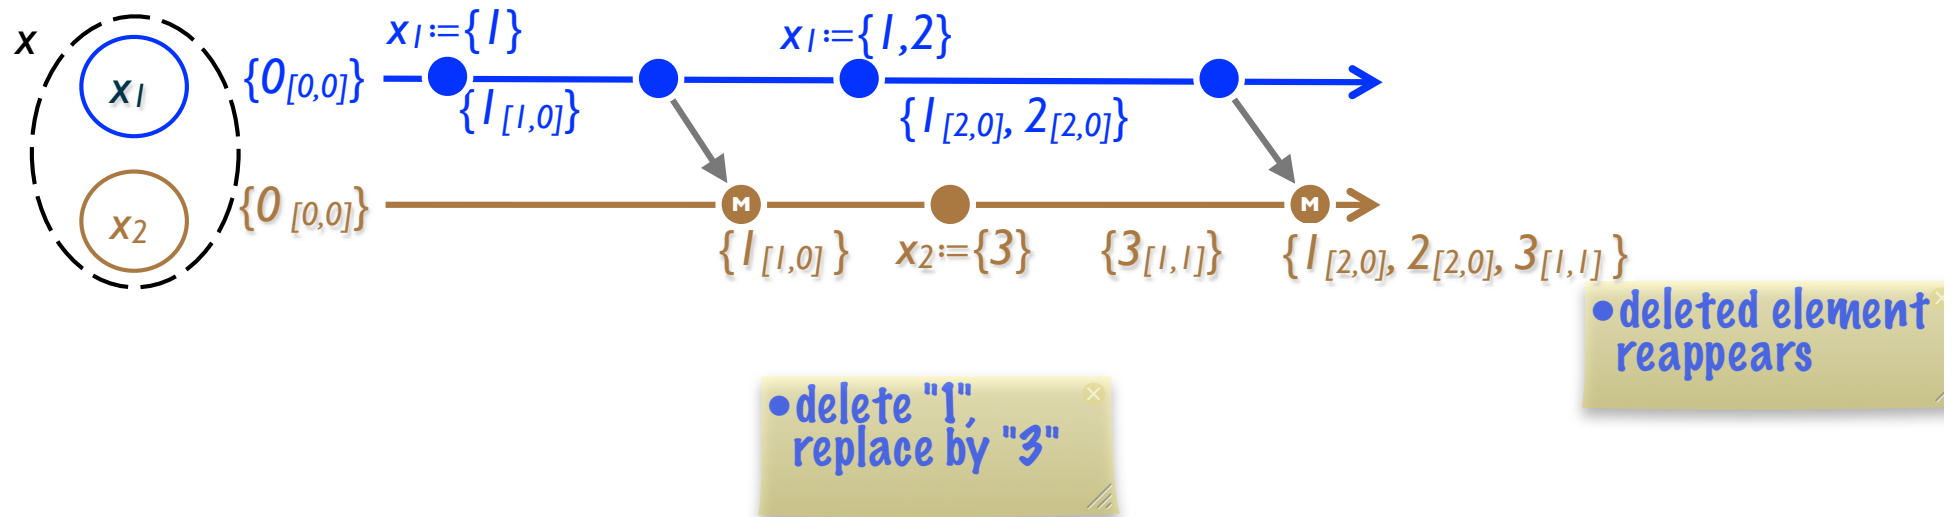 x
x1
x2
{0[0,0]}
x1:={1}
{1[1,0]}
x1:={1,2}
{1[2,0], 2[2,0]}
{0 [0,0]}
M
{1[1,0] }
x2:={3}
{3[1,1]}
M
{1[2,0], 2[2,0], 3[1,1] }
•deleted element
reappears
•delete "1",
replace by "3"